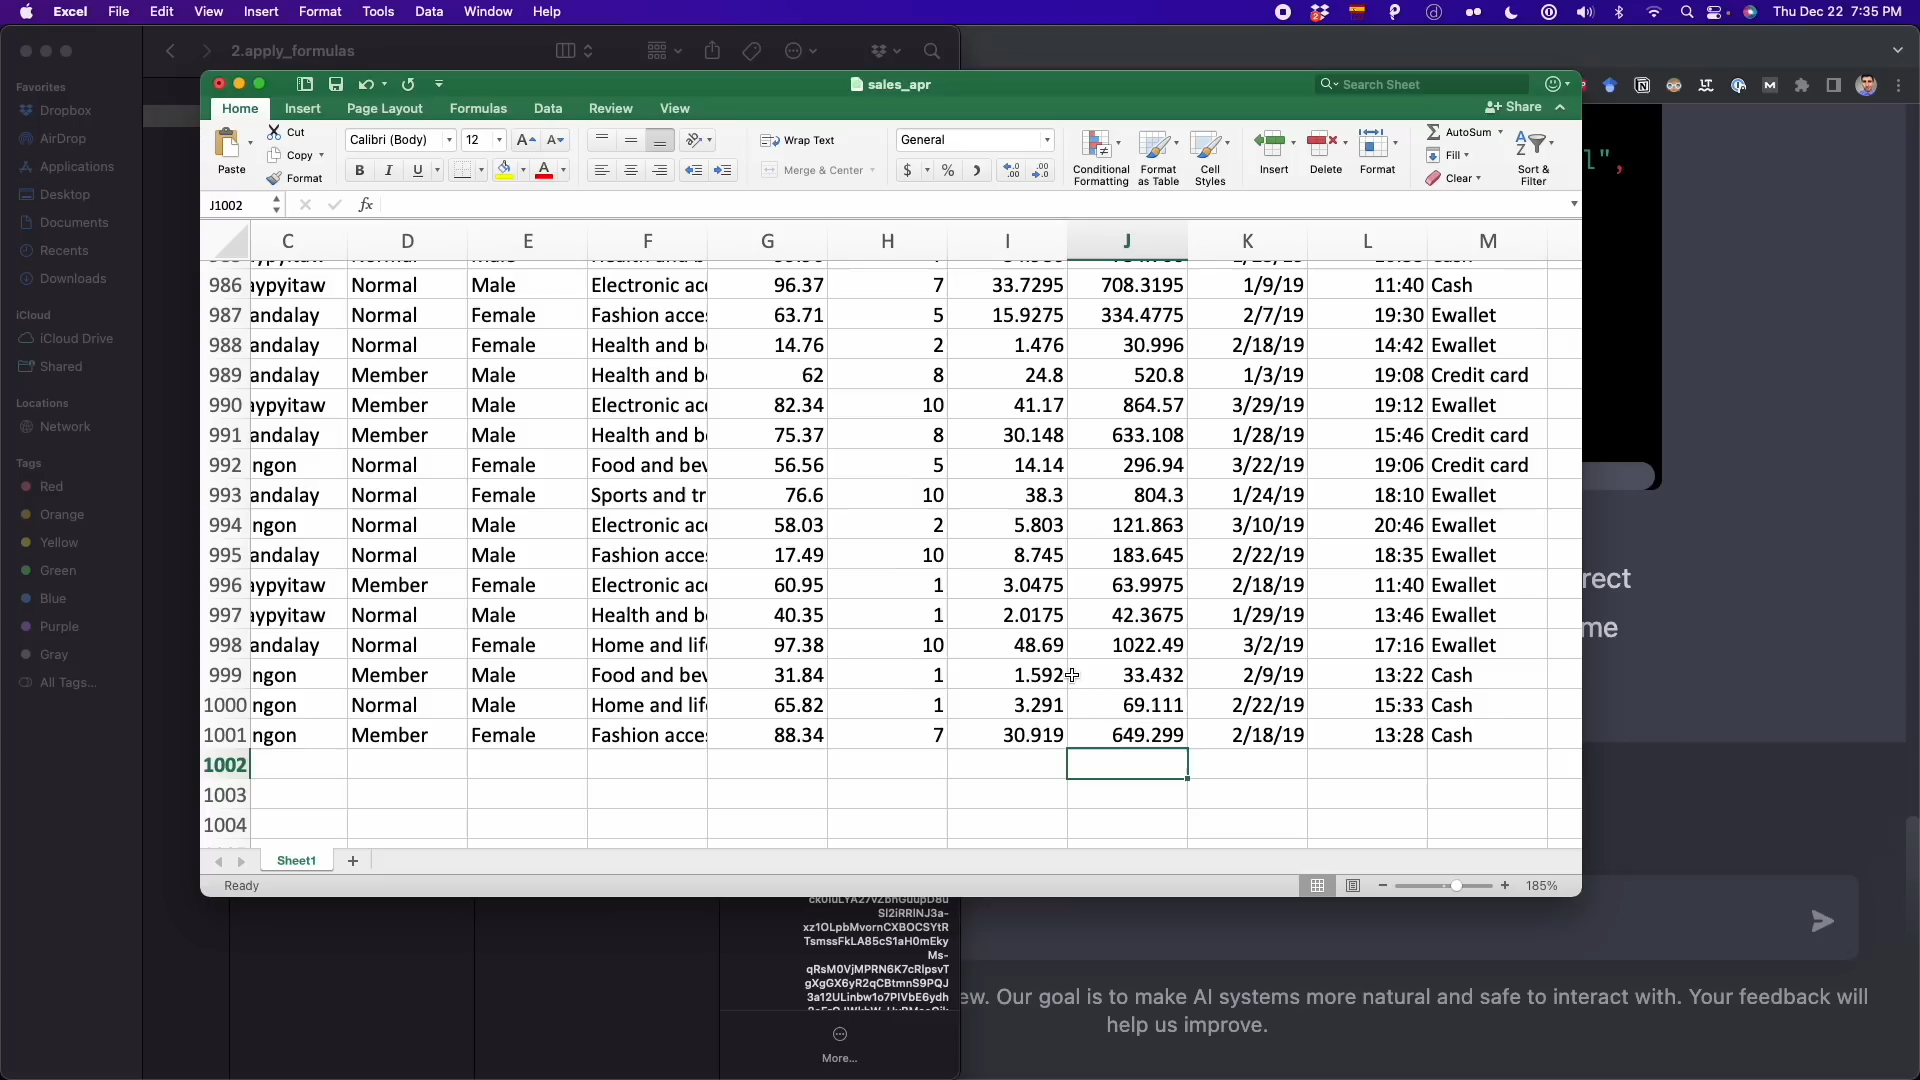 Excel File Edit View Insert Format Tools Data Window Help Thu Dec 22 7:35 PM
2.apply_formulas
Favorites
Dropbox
AirDrop
Applications
Desktop
Documents
Recents
Downloads
iCloud
iCloud Drive
Shared
Locations
Network
Tags
Red
Orange
Yellow
Green
Blue
Purple
Gray
All Tags...
sales_apr
Search Sheet
Home Insert Page Layout Formulas Data Review View
Share
Paste
Cut
Copy
Format
Calibri (Body) 12
Wrap Text
Merge & Center
General
Conditional Formatting
Format as Table
Cell Styles
Insert
Delete
Format
AutoSum
Fill
Clear
Sort & Filter
J1002
fx
C D E F G H I J K L M
986 aypyitaw Normal Male Electronic acc 96.37 7 33.7295 708.3195 1/9/19 11:40 Cash
987 andalay Normal Female Fashion acces 63.71 5 15.9275 334.4775 2/7/19 19:30 Ewallet
988 andalay Normal Female Health and be 14.76 2 1.476 30.996 2/18/19 14:42 Ewallet
989 andalay Member Male Health and be 62 8 24.8 520.8 1/3/19 19:08 Credit card
990 aypyitaw Member Male Electronic acc 82.34 10 41.17 864.57 3/29/19 19:12 Ewallet
991 andalay Member Male Health and be 75.37 8 30.148 633.108 1/28/19 15:46 Credit card
992 ngon Normal Female Food and bev 56.56 5 14.14 296.94 3/22/19 19:06 Credit card
993 andalay Normal Female Sports and tr 76.6 10 38.3 804.3 1/24/19 18:10 Ewallet
994 ngon Normal Male Electronic acc 58.03 2 5.803 121.863 3/10/19 20:46 Ewallet
995 andalay Normal Male Fashion acces 17.49 10 8.745 183.645 2/22/19 18:35 Ewallet
996 aypyitaw Member Female Electronic acc 60.95 1 3.0475 63.9975 2/18/19 11:40 Ewallet
997 aypyitaw Normal Male Health and be 40.35 1 2.0175 42.3675 1/29/19 13:46 Ewallet
998 andalay Normal Female Home and life 97.38 10 48.69 1022.49 3/2/19 17:16 Ewallet
999 ngon Member Male Food and bev 31.84 1 1.592 33.432 2/9/19 13:22 Cash
1000 ngon Normal Male Home and life 65.82 1 3.291 69.111 2/22/19 15:33 Cash
1001 ngon Member Female Fashion acces 88.34 7 30.919 649.299 2/18/19 13:28 Cash
1002
1003
1004
Sheet1
Ready
185%
l",
rect
me
SI2iRRlNJ3a-
xz1OLpbMvornCXBOCSYtR
TsmssFkLA85cS1aH0mEky
Ms-
qRsM0VjMPRN6K7cRlpsvT
gXgGX6yR2qCBtmnS9PQJ
3a12ULinbw1o7PIVbE6ydh
More...
ew. Our goal is to make AI systems more natural and safe to interact with. Your feedback will
help us improve.